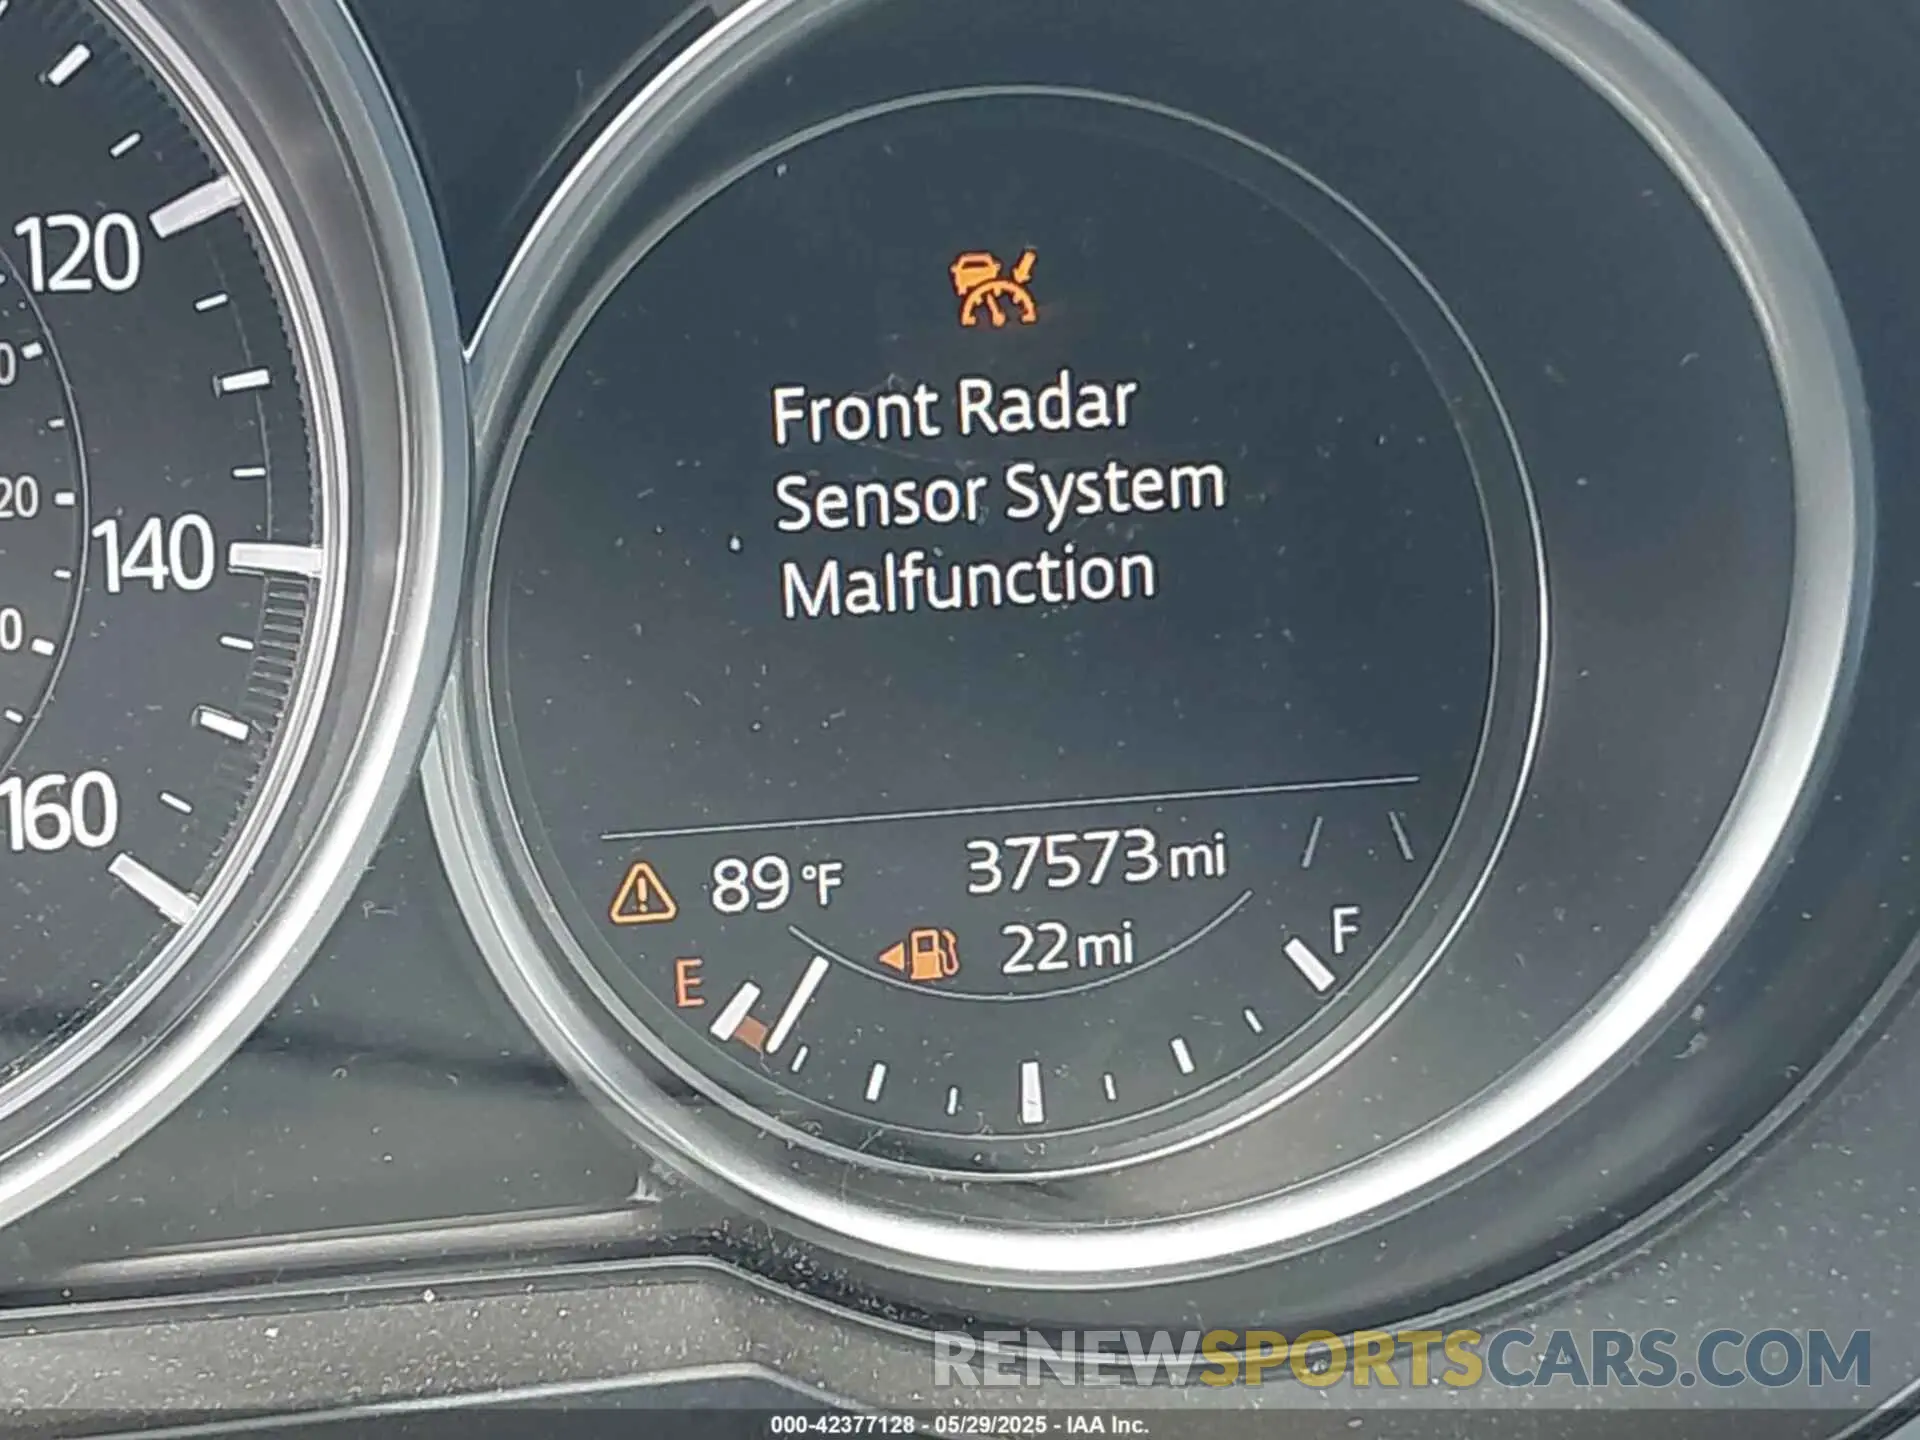 120
140
160
20
Front Radar
Sensor System
Malfunction
89 °F
37573 mi
22 mi
E
F
RENEWSPORTSCARS.COM
000-42377128 - 05/29/2025 - IAA Inc.